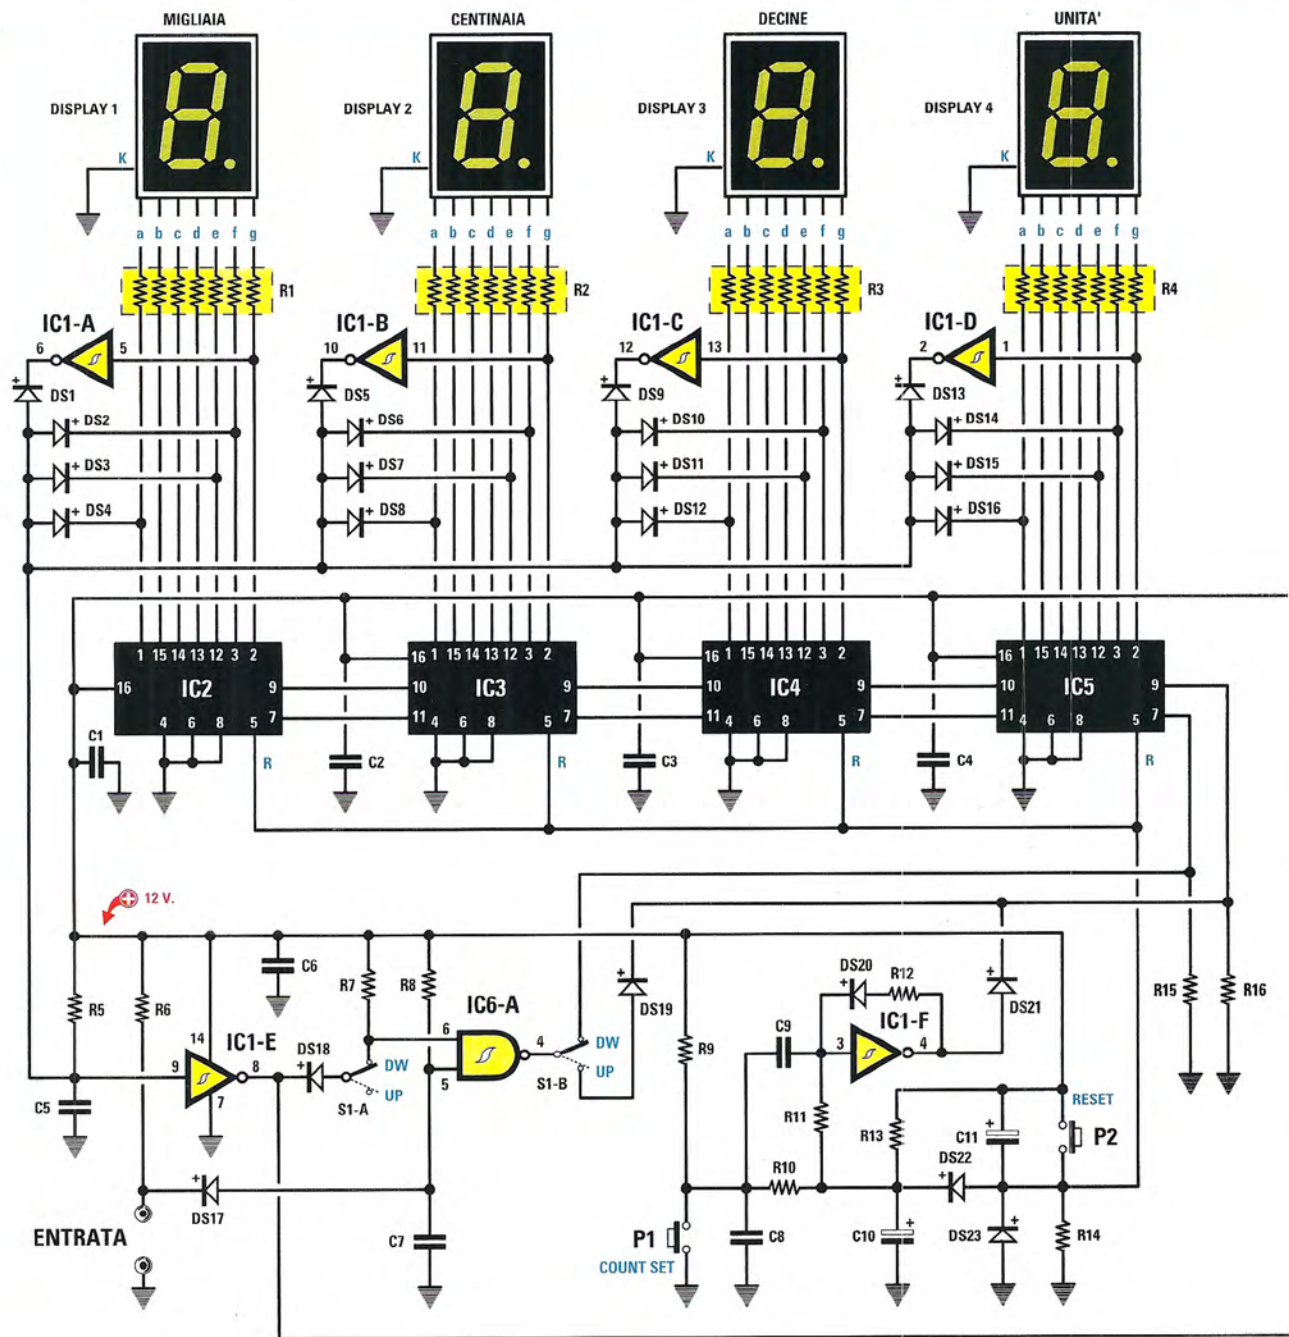 MIGLIAIA CENTINAIA DECINE UNITA'
DISPLAY 1 DISPLAY 2 DISPLAY 3 DISPLAY 4
K K K K
a b c d e f g a b c d e f g a b c d e f g a b c d e f g
R1 R2 R3 R4
IC1-A IC1-B IC1-C IC1-D
6 5 10 11 12 13 2 1
+ DS1 + DS5 + DS9 + DS13
+ DS2 + DS6 + DS10 + DS14
+ DS3 + DS7 + DS11 + DS15
+ DS4 + DS8 + DS12 + DS16
1 15 14 13 12 3 2 16 1 15 14 13 12 3 2 16 1 15 14 13 12 3 2 16 1 15 14 13 12 3 2
16 IC2 9 10 IC3 9 10 IC4 9 10 IC5 9
7 11 7 11 7 11 7
4 6 8 5 4 6 8 5 4 6 8 5 4 6 8 5
C1 R C2 R C3 R C4 R
+ 12 V.
R5 R6 C6 R7 R8 IC6-A + DS19 R9 C9 + DS20 R12 + DS21 R15 R16
14 IC1-E 6 4 DW IC1-F
9 8 + DS18 DW 3 4
7 5 UP
C5 S1-A UP S1-B R11 R13 + C11 RESET P2
+ DS17 R10 + DS22
ENTRATA C7 P1 C8 C10 + DS23 + R14
COUNT SET